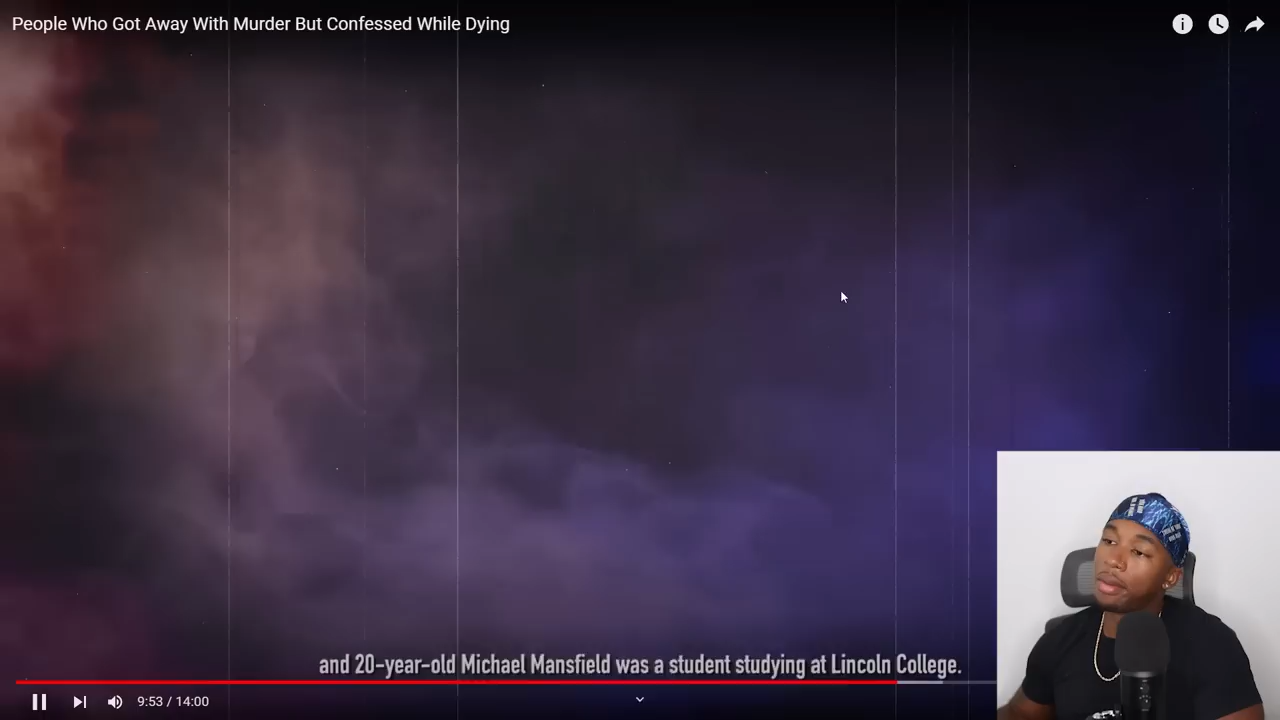 People Who Got Away With Murder But Confessed While Dying
and 20-year-old Michael Mansfield was a student studying at Lincoln College.
9:53 / 14:00